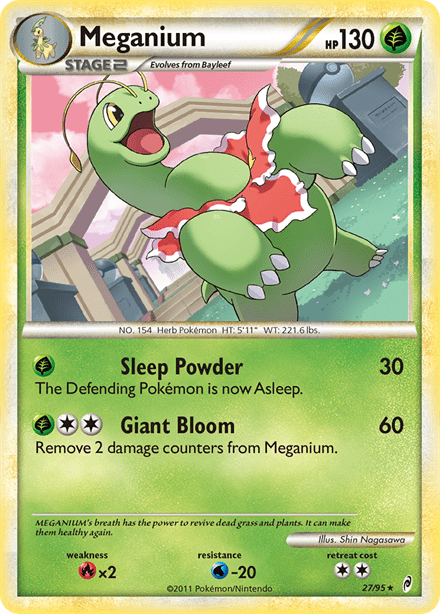 Meganium HP 130
STAGE 2 Evolves from Bayleef
NO. 154 Herb Pokémon HT: 5'11" WT: 221.6 lbs.
Sleep Powder 30
The Defending Pokémon is now Asleep.
Giant Bloom 60
Remove 2 damage counters from Meganium.
MEGANIUM's breath has the power to revive dead grass and plants. It can make
them healthy again.
Illus. Shin Nagasawa
weakness resistance retreat cost
×2 -20
©2011 Pokémon/Nintendo 27/95 ★